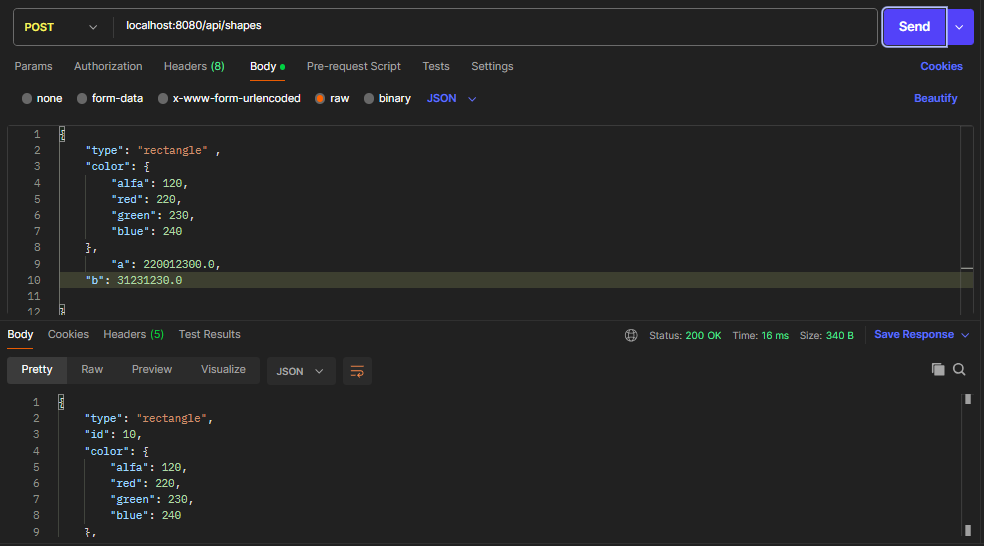 POST localhost:8080/api/shapes Send
Params Authorization Headers (8) Body Pre-request Script Tests Settings Cookies
none form-data x-www-form-urlencoded raw binary JSON Beautify
1 {
2 "type": "rectangle" ,
3 "color": {
4 "alfa": 120,
5 "red": 220,
6 "green": 230,
7 "blue": 240
8 },
9 "a": 220012300.0,
10 "b": 31231230.0
11
12 }
Body Cookies Headers (5) Test Results Status: 200 OK Time: 16 ms Size: 340 B Save Response
Pretty Raw Preview Visualize JSON
1 {
2 "type": "rectangle",
3 "id": 10,
4 "color": {
5 "alfa": 120,
6 "red": 220,
7 "green": 230,
8 "blue": 240
9 },